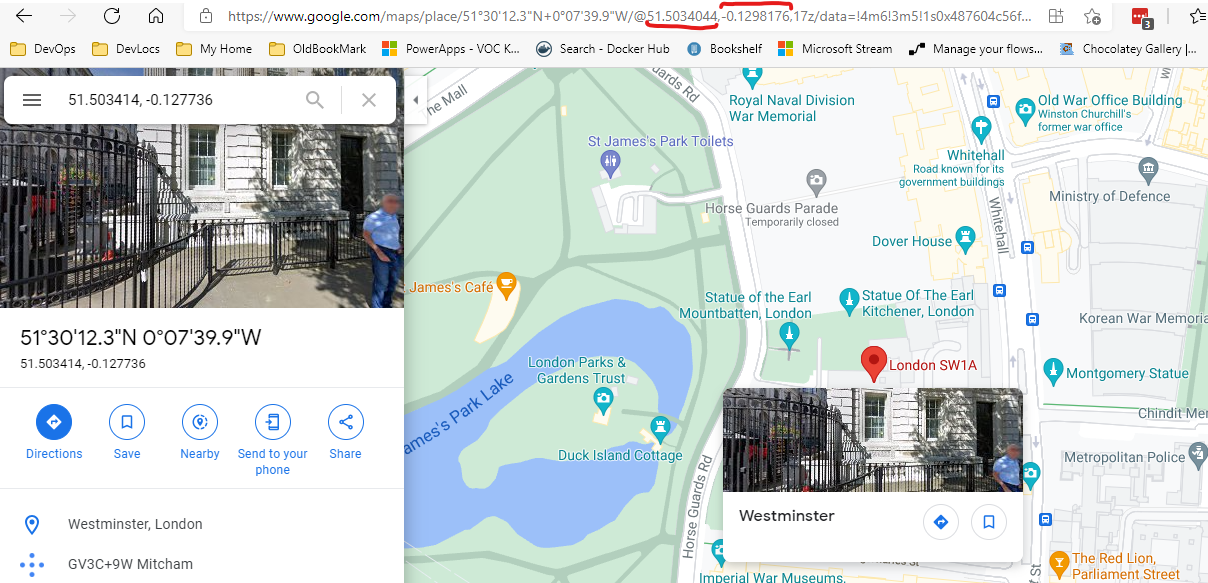 https://www.google.com/maps/place/51°30'12.3"N+0°07'39.9"W/@51.5034044,-0.1298176,17z/data=!4m6!3m5!1s0x487604c56f...
3
DevOps
DevLocs
My Home
OldBookMark
PowerApps - VOC K...
Search - Docker Hub
Bookshelf
Microsoft Stream
Manage your flows...
Chocolatey Gallery |...
51.503414, -0.127736
51°30'12.3"N 0°07'39.9"W
51.503414, -0.127736
Directions
Save
Nearby
Send to your
phone
Share
Westminster, London
GV3C+9W Mitcham
he Mall
uards Rd
Royal Naval Division
War Memorial
Old War Office Building
Winston Churchill's
former war office
St James's Park Toilets
Whitehall
Road known for its
government buildings
Ministry of Defence
Horse Guards Parade
Temporarily closed
Whitehall
Dover House
James's Café
Statue of the Earl
Mountbatten, London
Statue Of The Earl
Kitchener, London
Korean War Memoria
London Parks &
Gardens Trust
London SW1A
Montgomery Statue
ames's Park Lake
Chindit Mer
Duck Island Cottage
Metropolitan Police
Horse Guards Rd
Westminster
The Red Lion,
Parliament Street
Imperial War Museums,